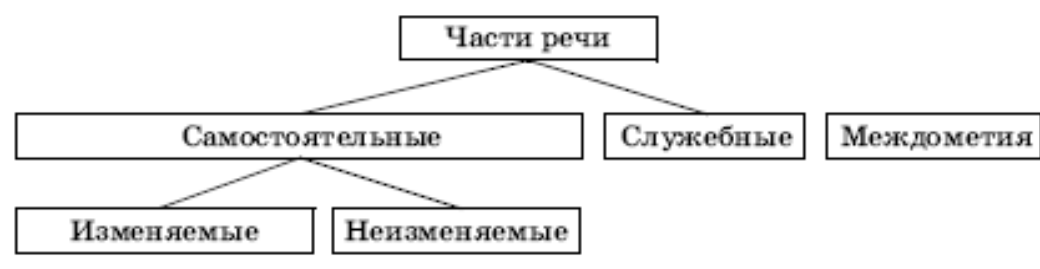 Части речи
Самостоятельные Служебные Междометия
Изменяемые Неизменяемые